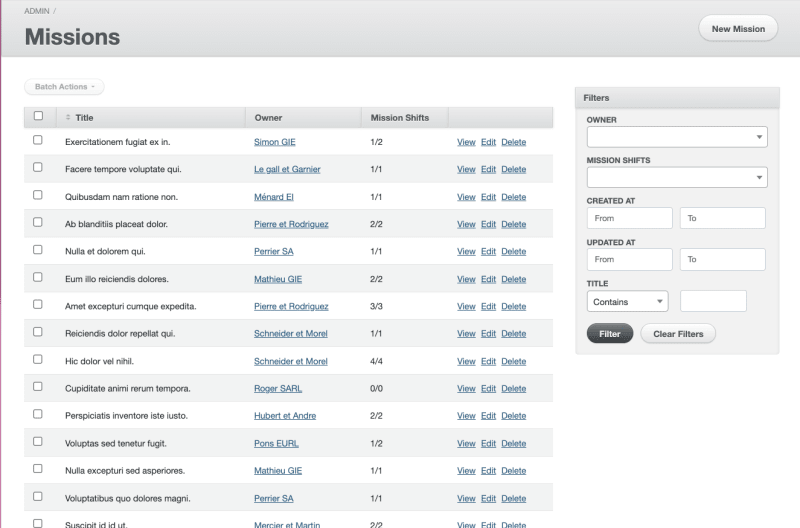 ADMIN /
Missions
New Mission
Batch Actions
Title Owner Mission Shifts
Exercitationem fugiat ex in. Simon GIE 1/2 View Edit Delete
Facere tempore voluptate qui. Le gall et Garnier 1/1 View Edit Delete
Quibusdam nam ratione non. Ménard EI 1/1 View Edit Delete
Ab blanditiis placeat dolor. Pierre et Rodriguez 2/2 View Edit Delete
Nulla et dolorem qui. Perrier SA 1/1 View Edit Delete
Eum illo reiciendis dolores. Mathieu GIE 2/2 View Edit Delete
Amet excepturi cumque expedita. Pierre et Rodriguez 3/3 View Edit Delete
Reiciendis dolor repellat qui. Schneider et Morel 1/1 View Edit Delete
Hic dolor vel nihil. Schneider et Morel 4/4 View Edit Delete
Cupiditate animi rerum tempora. Roger SARL 0/0 View Edit Delete
Perspiciatis inventore iste iusto. Hubert et Andre 2/2 View Edit Delete
Voluptas sed tenetur fugit. Pons EURL 1/2 View Edit Delete
Nulla excepturi sed asperiores. Mathieu GIE 1/1 View Edit Delete
Voluptatibus quo dolores magni. Perrier SA 1/1 View Edit Delete
Suscipit id id ut. Mercier et Martin 2/2 View Edit Delete
Filters
OWNER
MISSION SHIFTS
CREATED AT
From To
UPDATED AT
From To
TITLE
Contains
Filter Clear Filters